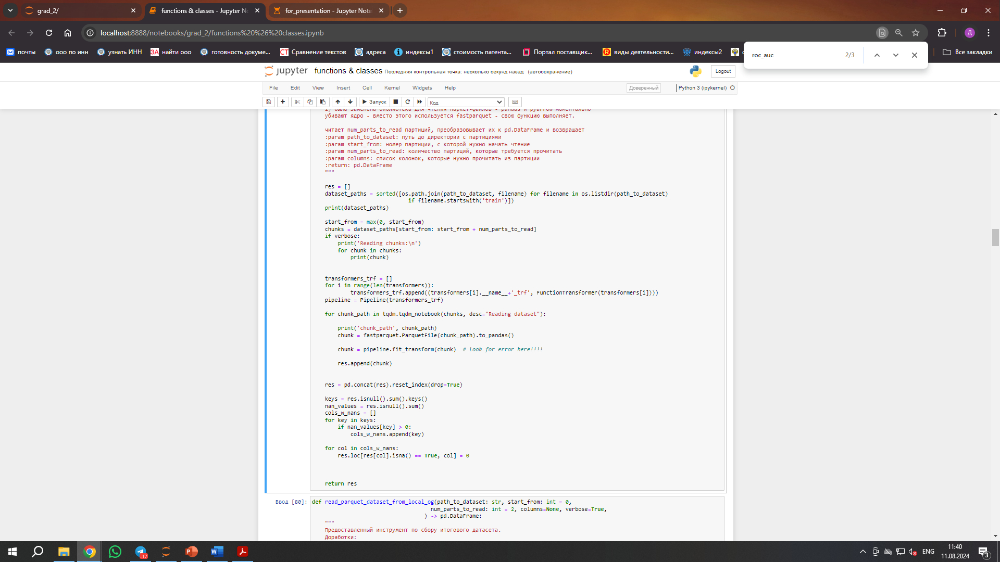 grad_2/
functions & classes - Jupyter No
for_presentation - Jupyter Note
localhost:8888/notebooks/grad_2/functions%20%26%20classes.ipynb
почты
ооо по инн
узнать ИНН
ЗА найти ооо
готовность докуме...
СТ Сравнение текстов
адреса
индексы1
стоимость патента...
Портал поставщик...
R виды деятельности...
индексы2
Все закладки
roc_auc
2/3
jupyter
functions & classes Последняя контрольная точка: несколько секунд назад (автосохранение)
Logout
File
Edit
View
Insert
Cell
Kernel
Widgets
Help
Доверенный
Python 3 (ipykernel)
Запуск
Код
2) была заменена библиотека для чтения паркет-файлов - pandas и pyarrow моментально
убивают ядро - вместо этого используется fastparquet - свою функцию выполняет.
читает num_parts_to_read партиций, преобразовывает их к pd.DataFrame и возвращает
:param path_to_dataset: путь до директории с партициями
:param start_from: номер партиции, с которой нужно начать чтение
:param num_parts_to_read: количество партиций, которые требуется прочитать
:param columns: список колонок, которые нужно прочитать из партиции
:return: pd.DataFrame
"""
res = []
dataset_paths = sorted([os.path.join(path_to_dataset, filename) for filename in os.listdir(path_to_dataset)
if filename.startswith('train')])
print(dataset_paths)
start_from = max(0, start_from)
chunks = dataset_paths[start_from: start_from + num_parts_to_read]
if verbose:
print('Reading chunks:\n')
for chunk in chunks:
print(chunk)
transformers_trf = []
for i in range(len(transformers)):
transformers_trf.append((transformers[i].__name__+'_trf', FunctionTransformer(transformers[i])))
pipeline = Pipeline(transformers_trf)
for chunk_path in tqdm.tqdm_notebook(chunks, desc="Reading dataset"):
print('chunk_path', chunk_path)
chunk = fastparquet.ParquetFile(chunk_path).to_pandas()
chunk = pipeline.fit_transform(chunk) # look for error here!!!!
res.append(chunk)
res = pd.concat(res).reset_index(drop=True)
keys = res.isnull().sum().keys()
nan_values = res.isnull().sum()
cols_w_nans = []
for key in keys:
if nan_values[key] > 0:
cols_w_nans.append(key)
for col in cols_w_nans:
res.loc[res[col].isna() == True, col] = 0
return res
Ввод [80]: def read_parquet_dataset_from_local_og(path_to_dataset: str, start_from: int = 0,
num_parts_to_read: int = 2, columns=None, verbose=True,
) -> pd.DataFrame:
"""
Предоставленный инструмент по сбору итогового датасета.
Доработки:
ENG
11:40
11.08.2024
3